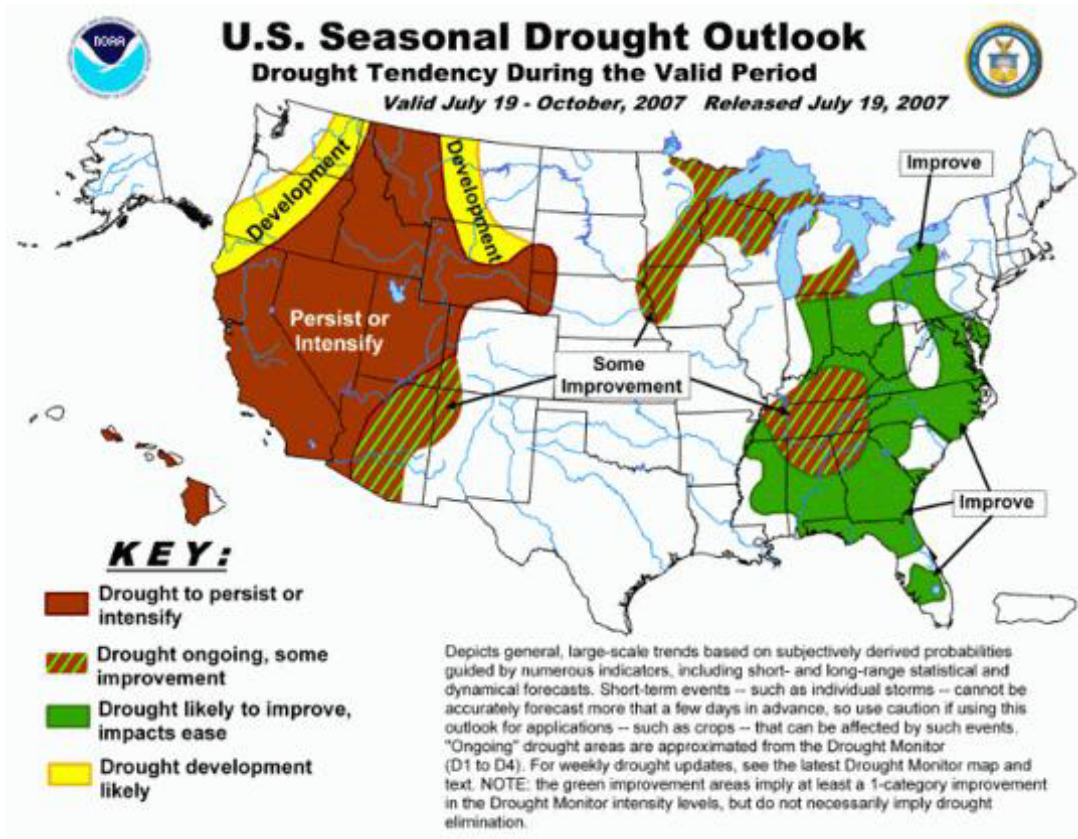 NOAA
U.S. Seasonal Drought Outlook
Drought Tendency During the Valid Period
Valid July 19 - October, 2007   Released July 19, 2007
Development
Development
Improve
Persist or
Intensify
Some
Improvement
Improve
KEY:
Drought to persist or
intensify
Drought ongoing, some
improvement
Drought likely to improve,
impacts ease
Drought development
likely
Depicts general, large-scale trends based on subjectively derived probabilities
guided by numerous indicators, including short- and long-range statistical and
dynamical forecasts. Short-term events -- such as individual storms -- cannot be
accurately forecast more that a few days in advance, so use caution if using this
outlook for applications -- such as crops -- that can be affected by such events.
"Ongoing" drought areas are approximated from the Drought Monitor
(D1 to D4). For weekly drought updates, see the latest Drought Monitor map and
text. NOTE: the green improvement areas imply at least a 1-category improvement
in the Drought Monitor intensity levels, but do not necessarily imply drought
elimination.